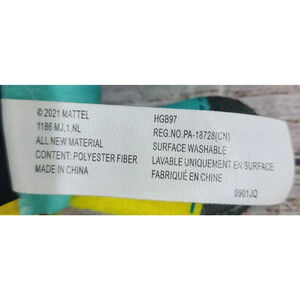 © 2021 MATTEL
1186 MJ,1,NL
ALL NEW MATERIAL
CONTENT: POLYESTER FIBER
MADE IN CHINA
HGB97
REG.NO.PA-18728(CN)
SURFACE WASHABLE
LAVABLE UNIQUEMENT EN SURFACE
FABRIQUÉ EN CHINE
0901JQ